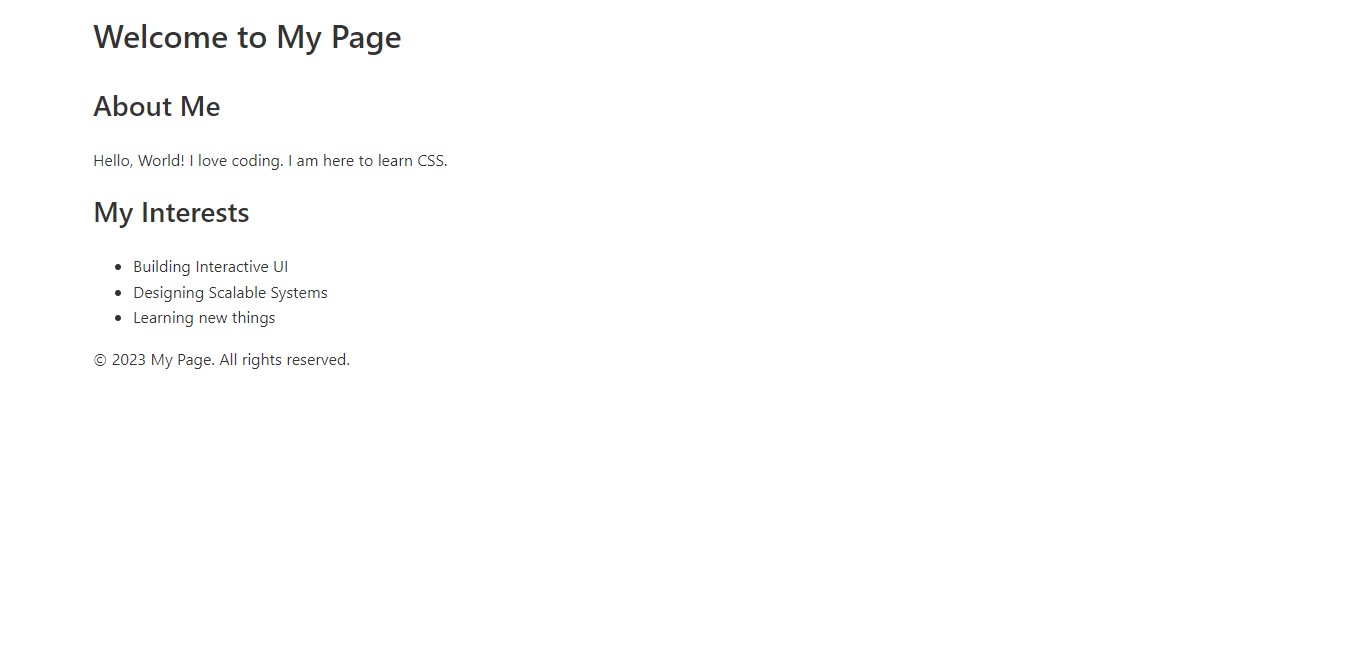 Welcome to My Page
About Me
Hello, World! I love coding. I am here to learn CSS.
My Interests
Building Interactive UI
Designing Scalable Systems
Learning new things
© 2023 My Page. All rights reserved.